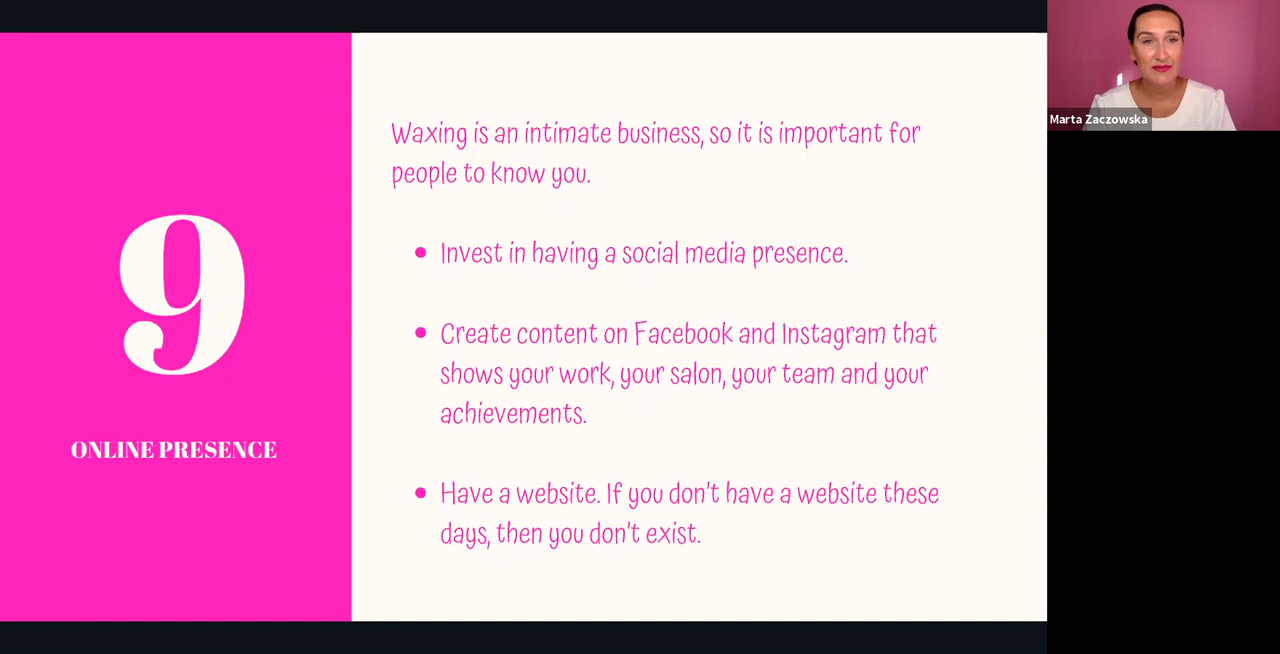 9
ONLINE PRESENCE
Waxing is an intimate business, so it is important for
people to know you.
Invest in having a social media presence.
Create content on Facebook and Instagram that
shows your work, your salon, your team and your
achievements.
Have a website. If you don't have a website these
days, then you don't exist.
Marta Zaczowska